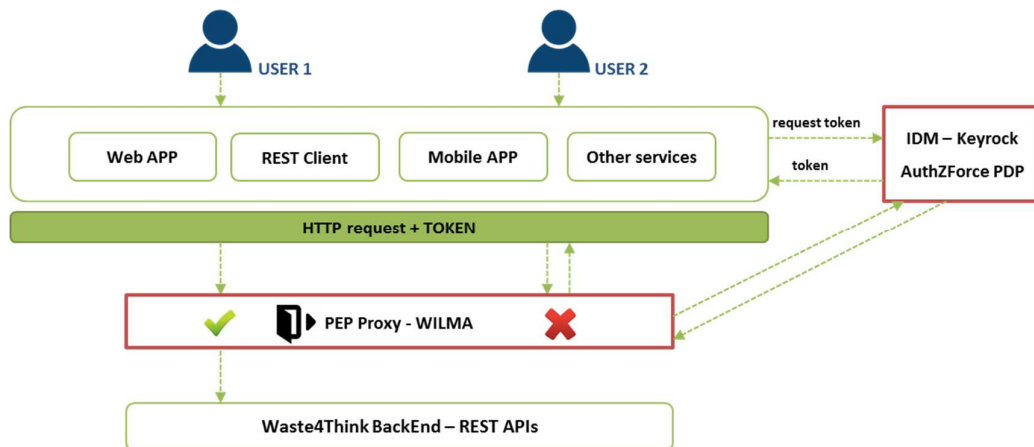 USER 1
USER 2
request token
Web APP
REST Client
Mobile APP
Other services
token
IDM – Keyrock
AuthZForce PDP
HTTP request + TOKEN
PEP Proxy - WILMA
Waste4Think BackEnd – REST APIs